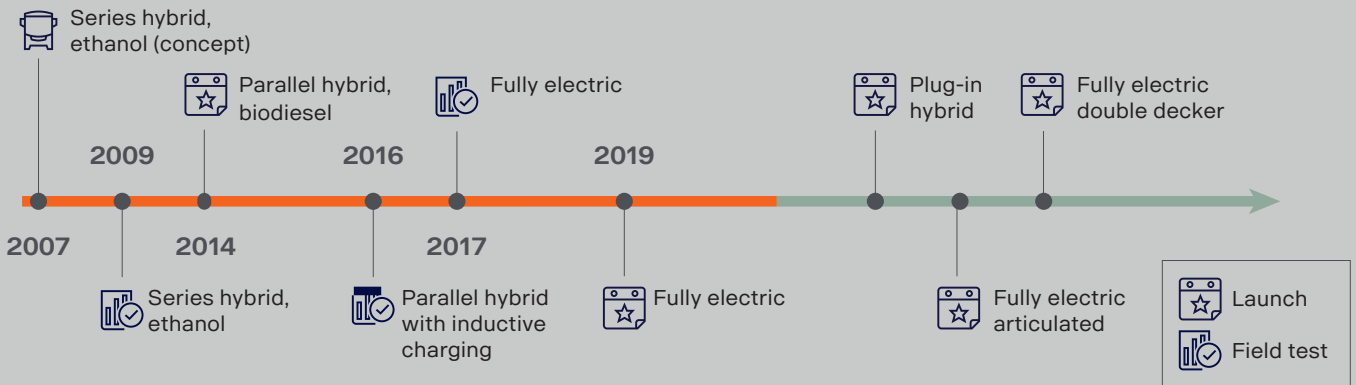 Series hybrid,
ethanol (concept)
Parallel hybrid,
biodiesel
Fully electric
Plug-in
hybrid
Fully electric
double decker
2009
2016
2019
2007
2014
2017
Series hybrid,
ethanol
Parallel hybrid
with inductive
charging
Fully electric
Fully electric
articulated
Launch
Field test